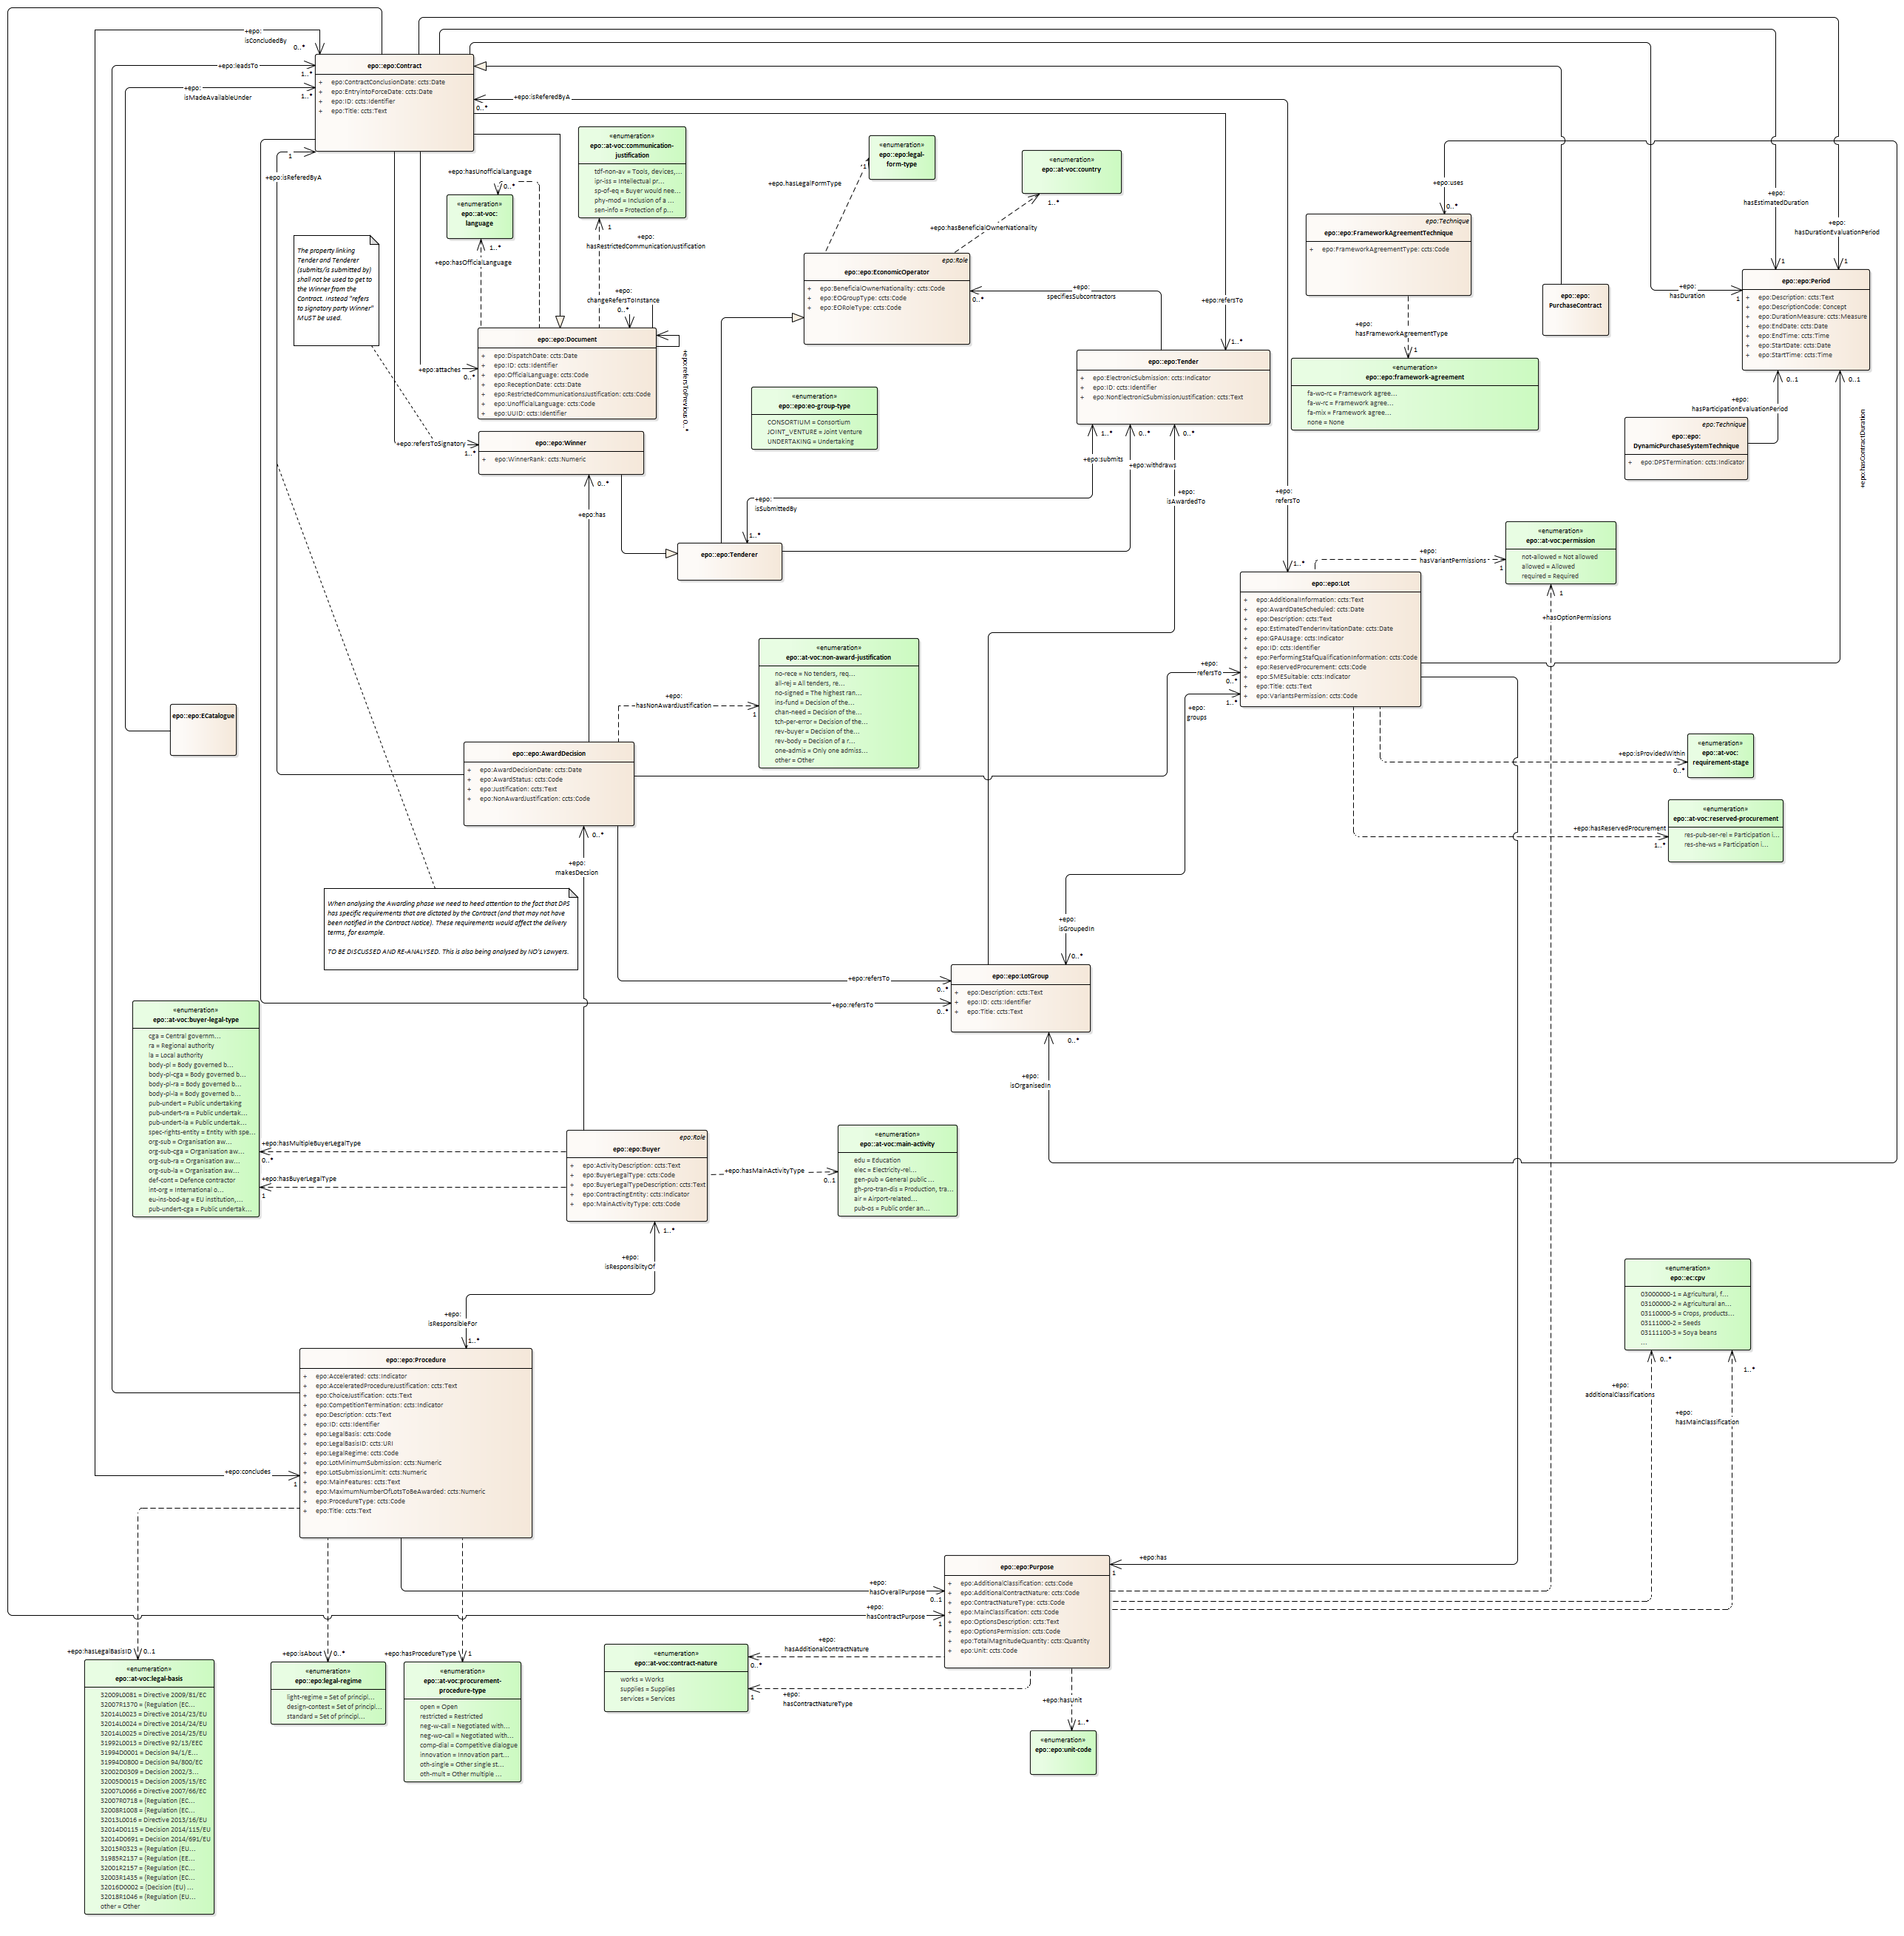 +epo:
isConcludedBy
0..*
+epo:leadsTo
1..*
+epo:
isMadeAvailableUnder
1..*
epo::epo:Contract
+ epo:ContractConclusionDate: ccts:Date
+ epo:EntryintoForceDate: ccts:Date
+ epo:ID: ccts:Identifier
+ epo:Title: ccts:Text
+epo:isReferedByA
0..*
1
+epo:isReferedByA
+epo:hasUnofficialLanguage
0..*
«enumeration»
epo::at-voc:
language
1..*
+epo:hasOfficialLanguage
«enumeration»
epo::at-voc:communication-
justification
tdf-non-av = Tools, devices,...
ipr-iss = Intellectual pr...
sp-of-eq = Buyer would nee...
phy-mod = Inclusion of a ...
sen-info = Protection of p...
1
+epo:
hasRestrictedCommunicationJustification
+epo:
changeRefersToInstance
0..*
«enumeration»
epo::epo:legal-
form-type
1
+epo:hasLegalFormType
«enumeration»
epo::at-voc:country
1..*
+epo:hasBeneficialOwnerNationality
epo:Role
epo::epo:EconomicOperator
+ epo:BeneficialOwnerNationality: ccts:Code
+ epo:EOGroupType: ccts:Code
+ epo:EORoleType: ccts:Code
0..*
+epo:
specifiesSubcontractors
+epo:refersTo
1..*
+epo:uses
0..*
epo:Technique
epo::epo:FrameworkAgreementTechnique
+ epo:FrameworkAgreementType: ccts:Code
+epo:
hasFrameworkAgreementType
1
«enumeration»
epo::epo:framework-agreement
fa-wo-rc = Framework agree...
fa-w-rc = Framework agree...
fa-mix = Framework agree...
none = None
epo::epo:
PurchaseContract
+epo:
hasEstimatedDuration
1
+epo:
hasDurationEvaluationPeriod
1
+epo:
hasDuration
1
epo::epo:Period
+ epo:Description: ccts:Text
+ epo:DescriptionCode: Concept
+ epo:DurationMeasure: ccts:Measure
+ epo:EndDate: ccts:Date
+ epo:EndTime: ccts:Time
+ epo:StartDate: ccts:Date
+ epo:StartTime: ccts:Time
0..1
0..1
+epo:
hasParticipationEvaluationPeriod
+epo:hasContractDuration
epo:Technique
epo::epo:
DynamicPurchaseSystemTechnique
+ epo:DPSTermination: ccts:Indicator
The property linking
Tender and Tenderer
(submits/is submitted by)
shall not be used to get to
the Winner from the
Contract. Instead "refers
to signatory party Winner"
MUST be used.
epo::epo:Document
+ epo:DispatchDate: ccts:Date
+ epo:ID: ccts:Identifier
+ epo:OfficialLanguage: ccts:Code
+ epo:ReceptionDate: ccts:Date
+ epo:RestrictedCommunicationsJustification: ccts:Code
+ epo:UnofficialLanguage: ccts:Code
+ epo:UUID: ccts:Identifier
+epo:attaches
0..*
+epo:refersToPrevious 0..*
epo::epo:Tender
+ epo:ElectronicSubmission: ccts:Indicator
+ epo:ID: ccts:Identifier
+ epo:NonElectronicSubmissionJustification: ccts:Text
«enumeration»
epo::epo:eo-group-type
CONSORTIUM = Consortium
JOINT_VENTURE = Joint Venture
UNDERTAKING = Undertaking
+epo:refersToSignatory
1..*
epo::epo:Winner
+ epo:WinnerRank: ccts:Numeric
0..*
+epo:has
1..*
0..*
0..*
+epo:submits
+epo:withdraws
+epo:
isAwardedTo
+epo:
isSubmittedBy
1..*
epo::epo:Tenderer
+epo:
refersTo
1..*
epo::epo:Lot
+ epo:AdditionalInformation: ccts:Text
+ epo:AwardDateScheduled: ccts:Date
+ epo:Description: ccts:Text
+ epo:EstimatedTenderInvitationDate: ccts:Date
+ epo:GPAUsage: ccts:Indicator
+ epo:ID: ccts:Identifier
+ epo:PerformingStafQualificationInformation: ccts:Code
+ epo:ReservedProcurement: ccts:Code
+ epo:SMESuitable: ccts:Indicator
+ epo:Title: ccts:Text
+ epo:VariantsPermission: ccts:Code
+epo:
hasVariantPermissions
1
«enumeration»
epo::at-voc:permission
not-allowed = Not allowed
allowed = Allowed
required = Required
1
+hasOptionPermissions
«enumeration»
epo::at-voc:non-award-justification
no-rece = No tenders, req...
all-rej = All tenders, re...
no-signed = The highest ran...
ins-fund = Decision of the...
chan-need = Decision of the...
tch-per-error = Decision of the...
rev-buyer = Decision of the...
rev-body = Decision of a r...
one-admis = Only one admiss...
other = Other
+epo:
hasNonAwardJustification
1
+epo:
refersTo
0..*
1..*
+epo:
groups
epo::epo:ECatalogue
epo::epo:AwardDecision
+ epo:AwardDecisionDate: ccts:Date
+ epo:AwardStatus: ccts:Code
+ epo:Justification: ccts:Text
+ epo:NonAwardJustification: ccts:Code
0..*
+epo:
makesDecsion
+epo:isProvidedWithin
0..*
«enumeration»
epo::at-voc:
requirement-stage
+epo:hasReservedProcurement
1..*
«enumeration»
epo::at-voc:reserved-procurement
res-pub-ser-rel = Participation i...
res-she-ws = Participation i...
When analysing the Awarding phase we need to heed attention to the fact that DPS
has specific requirements that are dictated by the Contract (and that may not have
been notified in the Contract Notice). These requirements would affect the delivery
terms, for example.
TO BE DISCUSSED AND RE-ANALYSED. This is also being analysed by NO's Lawyers.
+epo:
isGroupedIn
0..*
+epo:refersTo
0..*
+epo:refersTo
0..*
epo::epo:LotGroup
+ epo:Description: ccts:Text
+ epo:ID: ccts:Identifier
+ epo:Title: ccts:Text
0..*
+epo:
isOrganisedIn
«enumeration»
epo::at-voc:buyer-legal-type
cga = Central governm...
ra = Regional authority
la = Local authority
body-pl = Body governed b...
body-pl-cga = Body governed b...
body-pl-ra = Body governed b...
body-pl-la = Body governed b...
pub-undert = Public undertaking
pub-undert-ra = Public undertak...
pub-undert-la = Public undertak...
spec-rights-entity = Entity with spe...
org-sub = Organisation aw...
org-sub-cga = Organisation aw...
org-sub-ra = Organisation aw...
org-sub-la = Organisation aw...
def-cont = Defence contractor
int-org = International o...
eu-ins-bod-ag = EU institution,...
pub-undert-cga = Public undertak...
+epo:hasMultipleBuyerLegalType
0..*
+epo:hasBuyerLegalType
1
epo:Role
epo::epo:Buyer
+ epo:ActivityDescription: ccts:Text
+ epo:BuyerLegalType: ccts:Code
+ epo:BuyerLegalTypeDescription: ccts:Text
+ epo:ContractingEntity: ccts:Indicator
+ epo:MainActivityType: ccts:Code
+epo:hasMainActivityType
0..1
«enumeration»
epo::at-voc:main-activity
edu = Education
elec = Electricity-rel...
gen-pub = General public ...
gh-pro-tran-dis = Production, tra...
air = Airport-related...
pub-os = Public order an...
1..*
+epo:
isResponsiblityOf
+epo:
isResponsibleFor
1..*
«enumeration»
epo::ec:cpv
03000000-1 = Agricultural, f...
03100000-2 = Agricultural an...
03110000-5 = Crops, products...
03111000-2 = Seeds
03111100-3 = Soya beans
...
0..*
1..*
+epo:
additionalClassifications
+epo:
hasMainClassification
epo::epo:Procedure
+ epo:Accelerated: ccts:Indicator
+ epo:AcceleratedProcedureJustification: ccts:Text
+ epo:ChoiceJustification: ccts:Text
+ epo:CompetitionTermination: ccts:Indicator
+ epo:Description: ccts:Text
+ epo:ID: ccts:Identifier
+ epo:LegalBasis: ccts:Code
+ epo:LegalBasisID: ccts:URI
+ epo:LegalRegime: ccts:Code
+ epo:LotMinimumSubmission: ccts:Numeric
+ epo:LotSubmissionLimit: ccts:Numeric
+ epo:MainFeatures: ccts:Text
+ epo:MaximumNumberOfLotsToBeAwarded: ccts:Numeric
+ epo:ProcedureType: ccts:Code
+ epo:Title: ccts:Text
+epo:concludes
1
+epo:
hasOverallPurpose
0..1
+epo:
hasContractPurpose
1
+epo:has
1
epo::epo:Purpose
+ epo:AdditionalClassification: ccts:Code
+ epo:AdditionalContractNature: ccts:Code
+ epo:ContractNatureType: ccts:Code
+ epo:MainClassification: ccts:Code
+ epo:OptionsDescription: ccts:Text
+ epo:OptionsPermission: ccts:Code
+ epo:TotalMagnitudeQuantity: ccts:Quantity
+ epo:Unit: ccts:Code
+epo:hasLegalBasisID
0..1
+epo:isAbout
0..*
+epo:hasProcedureType
1
«enumeration»
epo::at-voc:legal-basis
32009L0081 = Directive 2009/81/EC
32007R1370 = (Regulation (EC...
32014L0023 = Directive 2014/23/EU
32014L0024 = Directive 2014/24/EU
32014L0025 = Directive 2014/25/EU
31992L0013 = Directive 92/13/EEC
31994D0001 = Decision 94/1/E...
31994D0800 = Decision 94/800/EC
32002D0309 = Decision 2002/3...
32005D0015 = Decision 2005/15/EC
32007L0066 = Directive 2007/66/EC
32007R0718 = (Regulation (EC...
32008R1008 = (Regulation (EC...
32013L0016 = Directive 2013/16/EU
32014D0115 = Decision 2014/115/EU
32014D0691 = Decision 2014/691/EU
32015R0323 = (Regulation (EU...
31985R2137 = (Regulation (EE...
32001R2157 = (Regulation (EC...
32003R1435 = (Regulation (EC...
32016D0002 = (Decision (EU) ...
32018R1046 = (Regulation (EU...
other = Other
«enumeration»
epo::epo:legal-regime
light-regime = Set of principl...
design-contest = Set of principl...
standard = Set of principl...
«enumeration»
epo::at-voc:procurement-
procedure-type
open = Open
restricted = Restricted
neg-w-call = Negotiated with...
neg-wo-call = Negotiated with...
comp-dial = Competitive dialogue
innovation = Innovation part...
oth-single = Other single st...
oth-mult = Other multiple ...
«enumeration»
epo::at-voc:contract-nature
works = Works
supplies = Supplies
services = Services
+epo:
hasAdditionalContractNature
0..*
1
+epo:
hasContractNatureType
+epo:hasUnit
1..*
«enumeration»
epo::epo:unit-code